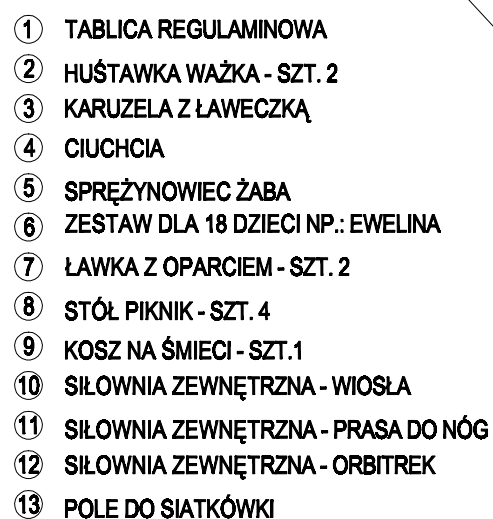 1 TABLICA REGULAMINOWA
2 HUŚTAWKA WAŻKA - SZT. 2
3 KARUZELA Z ŁAWECZKĄ
4 CIUCHCIA
5 SPRĘŻYNOWIEC ŻABA
6 ZESTAW DLA 18 DZIECI NP.: EWELINA
7 ŁAWKA Z OPARCIEM - SZT. 2
8 STÓŁ PIKNIK - SZT. 4
9 KOSZ NA ŚMIECI - SZT.1
10 SIŁOWNIA ZEWNĘTRZNA - WIOSŁA
11 SIŁOWNIA ZEWNĘTRZNA - PRASA DO NÓG
12 SIŁOWNIA ZEWNĘTRZNA - ORBITREK
13 POLE DO SIATKÓWKI